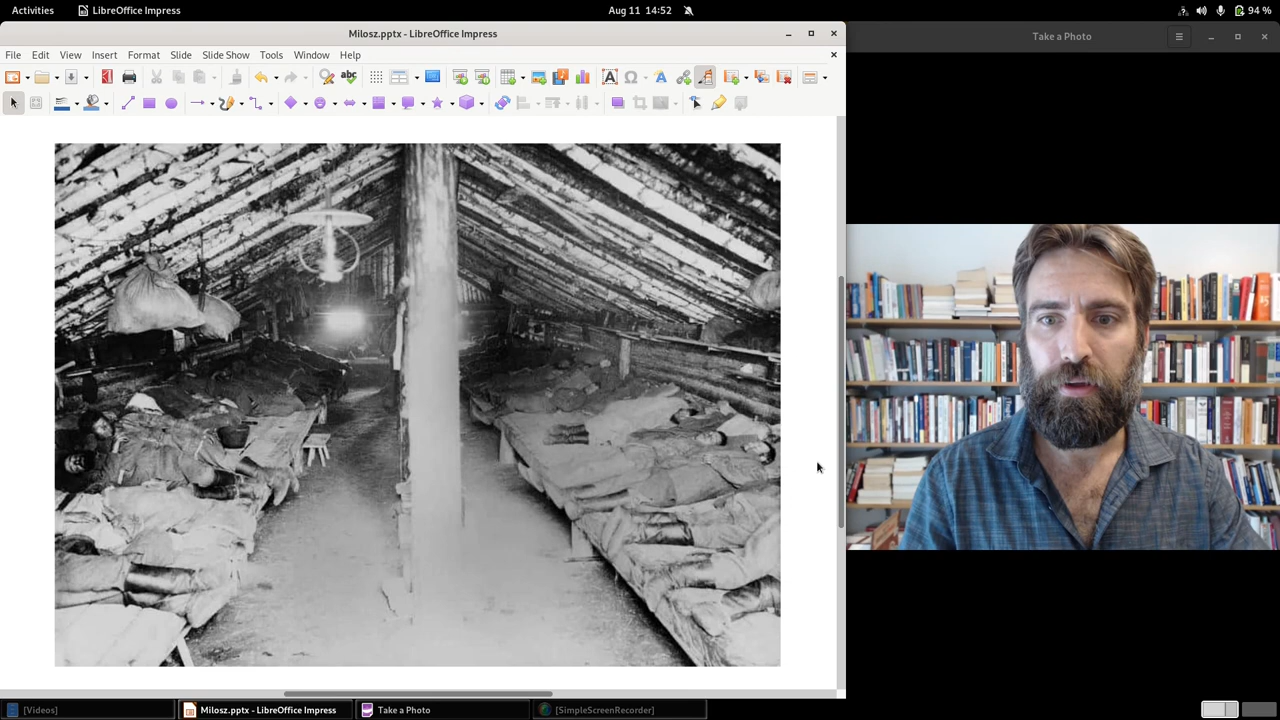 Activities LibreOffice Impress Aug 11 14:52 94 %
Milosz.pptx - LibreOffice Impress
Take a Photo
File Edit View Insert Format Slide Slide Show Tools Window Help
abc
[Videos] Milosz.pptx - LibreOffice Impress Take a Photo [SimpleScreenRecorder]